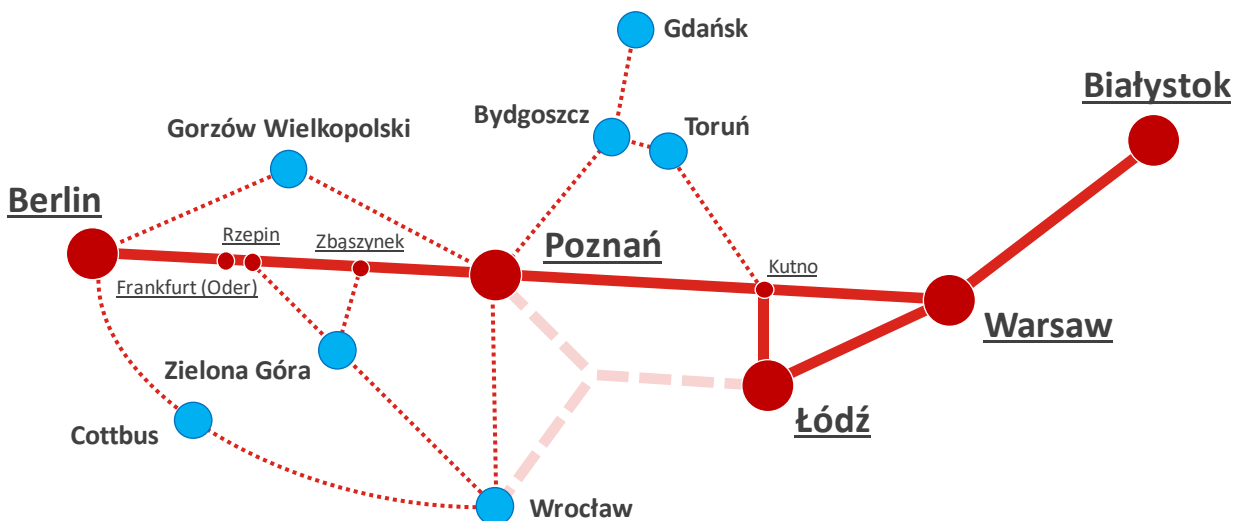 Gdańsk
Białystok
Bydgoszcz
Toruń
Gorzów Wielkopolski
Berlin
Rzepin
Zbąszynek
Poznań
Kutno
Frankfurt (Oder)
Warsaw
Zielona Góra
Łódź
Cottbus
Wrocław